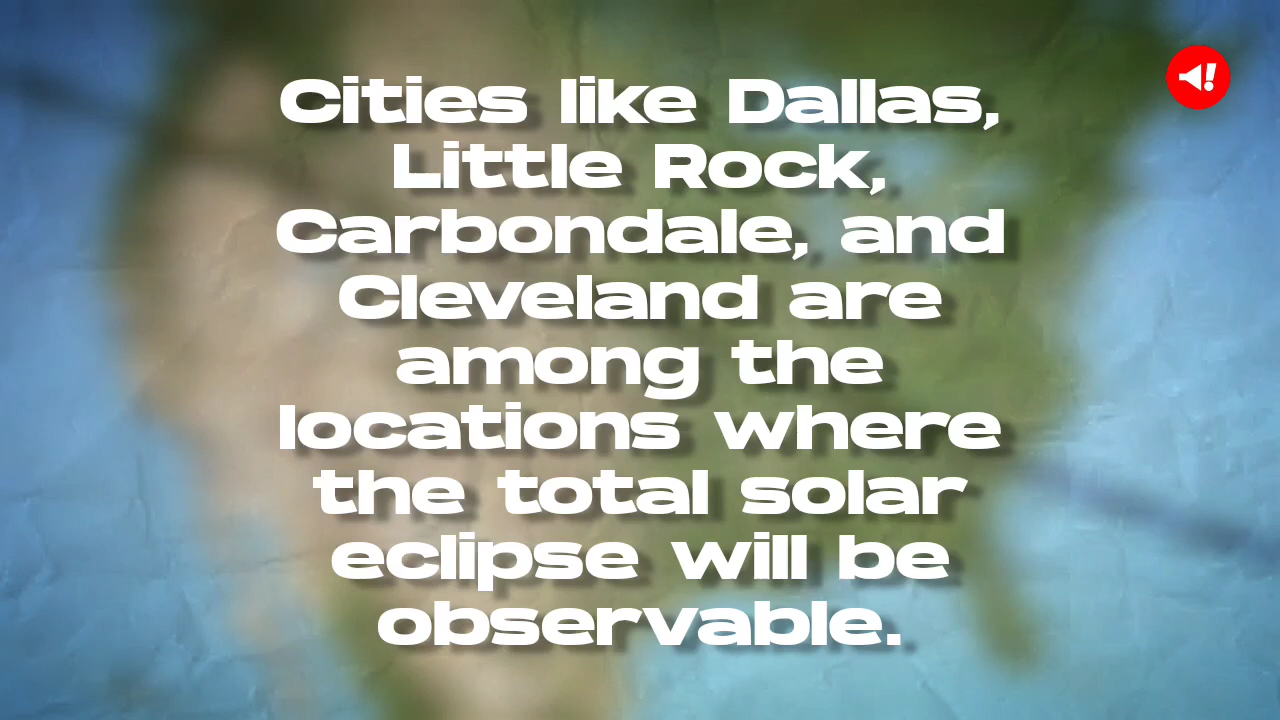 Cities like Dallas,
Little Rock,
Carbondale, and
Cleveland are
among the
locations where
the total solar
eclipse will be
observable.